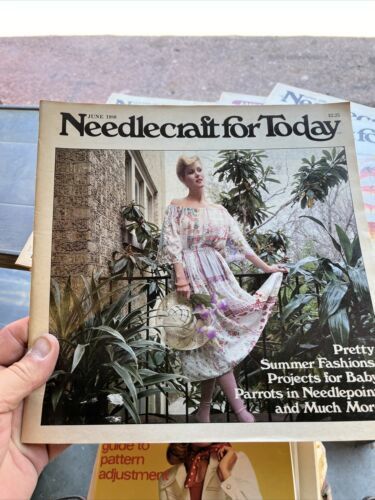 JUNE 1980
$2.25
Needlecraft for Today
Pretty
Summer Fashions
Projects for Baby
Parrots in Needlepoin
and Much Mor
guide to
pattern
adjustment